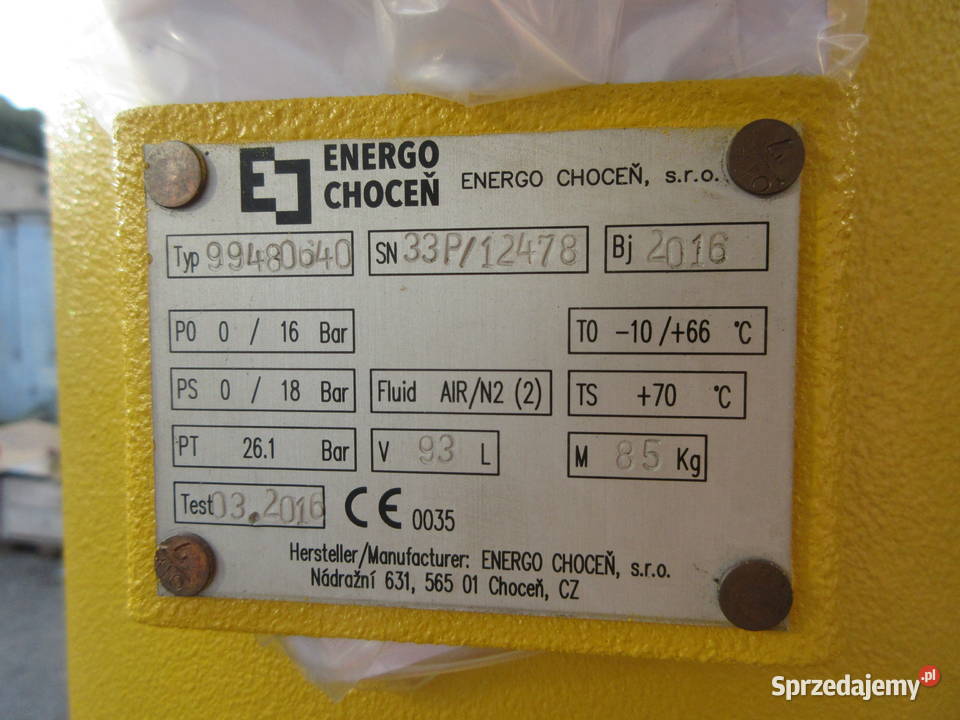 ENERGO
CHOCEŇ
ENERGO CHOCEŇ, s.r.o.
Typ 99480640 SN 33P/12478 Bj 2016
PO 0 / 16 Bar TO -10/+66 °C
PS 0 / 18 Bar Fluid AIR/N2 (2) TS +70 °C
PT 26.1 Bar V 93 L M 85 Kg
Test 03.2016 CE 0035
Hersteller/Manufacturer: ENERGO CHOCEŇ, s.r.o.
Nádražní 631, 565 01 Choceň, CZ
Sprzedajemy.pl